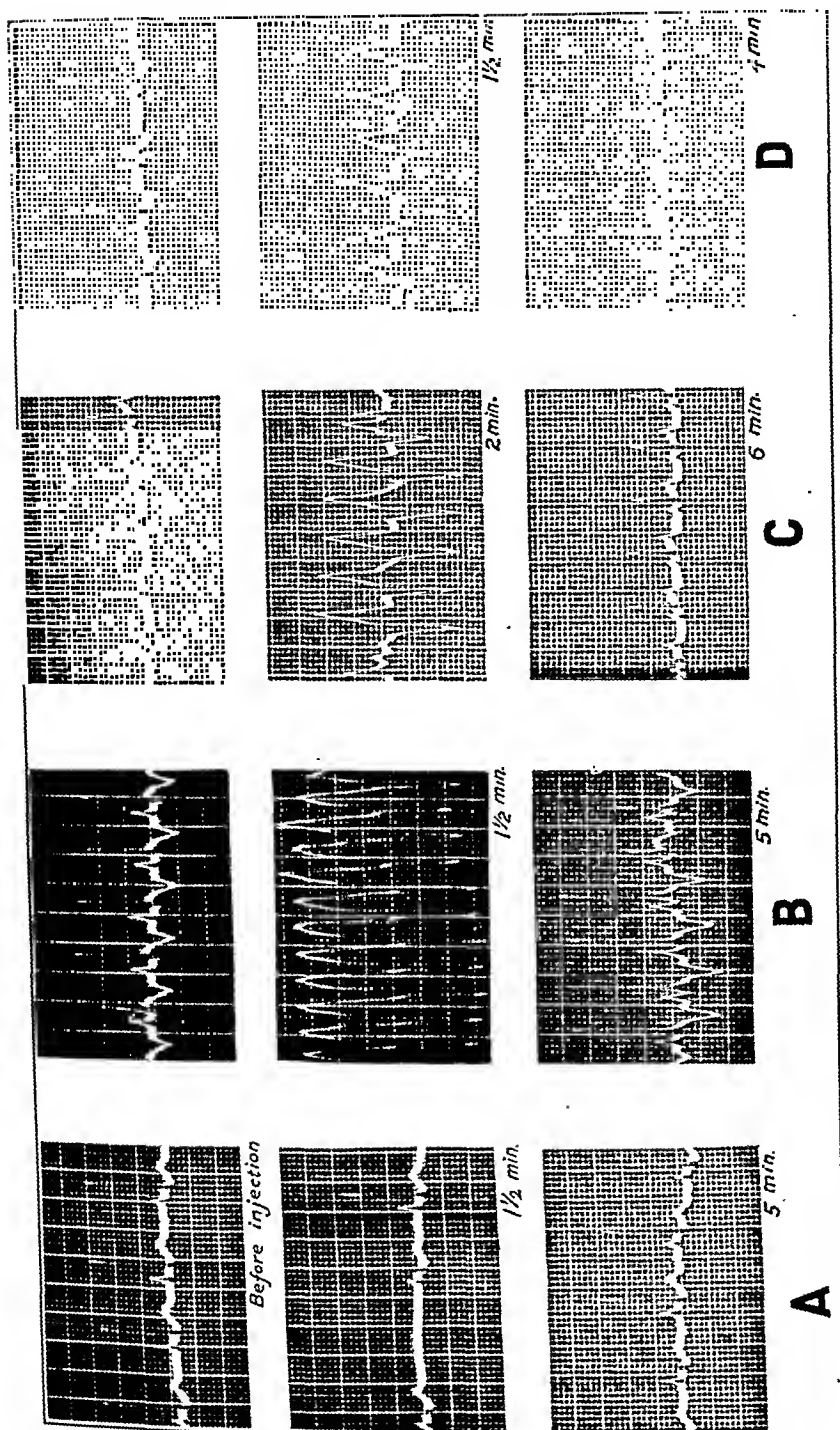 Before injection
1½ min.
5 min.
A
1½ min.
5 min.
B
2 min.
6 min.
C
1½ min
4 min
D